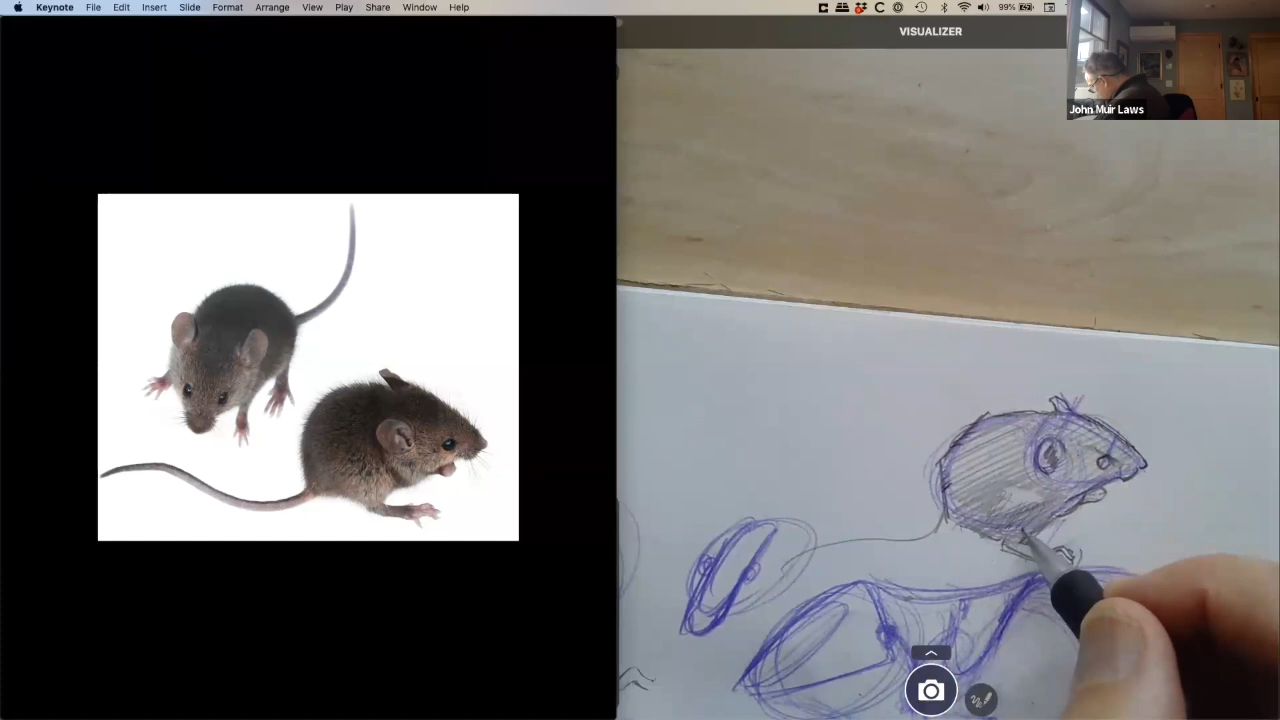 Keynote File Edit Insert Slide Format Arrange View Play Share Window Help 99%
VISUALIZER
John Muir Laws